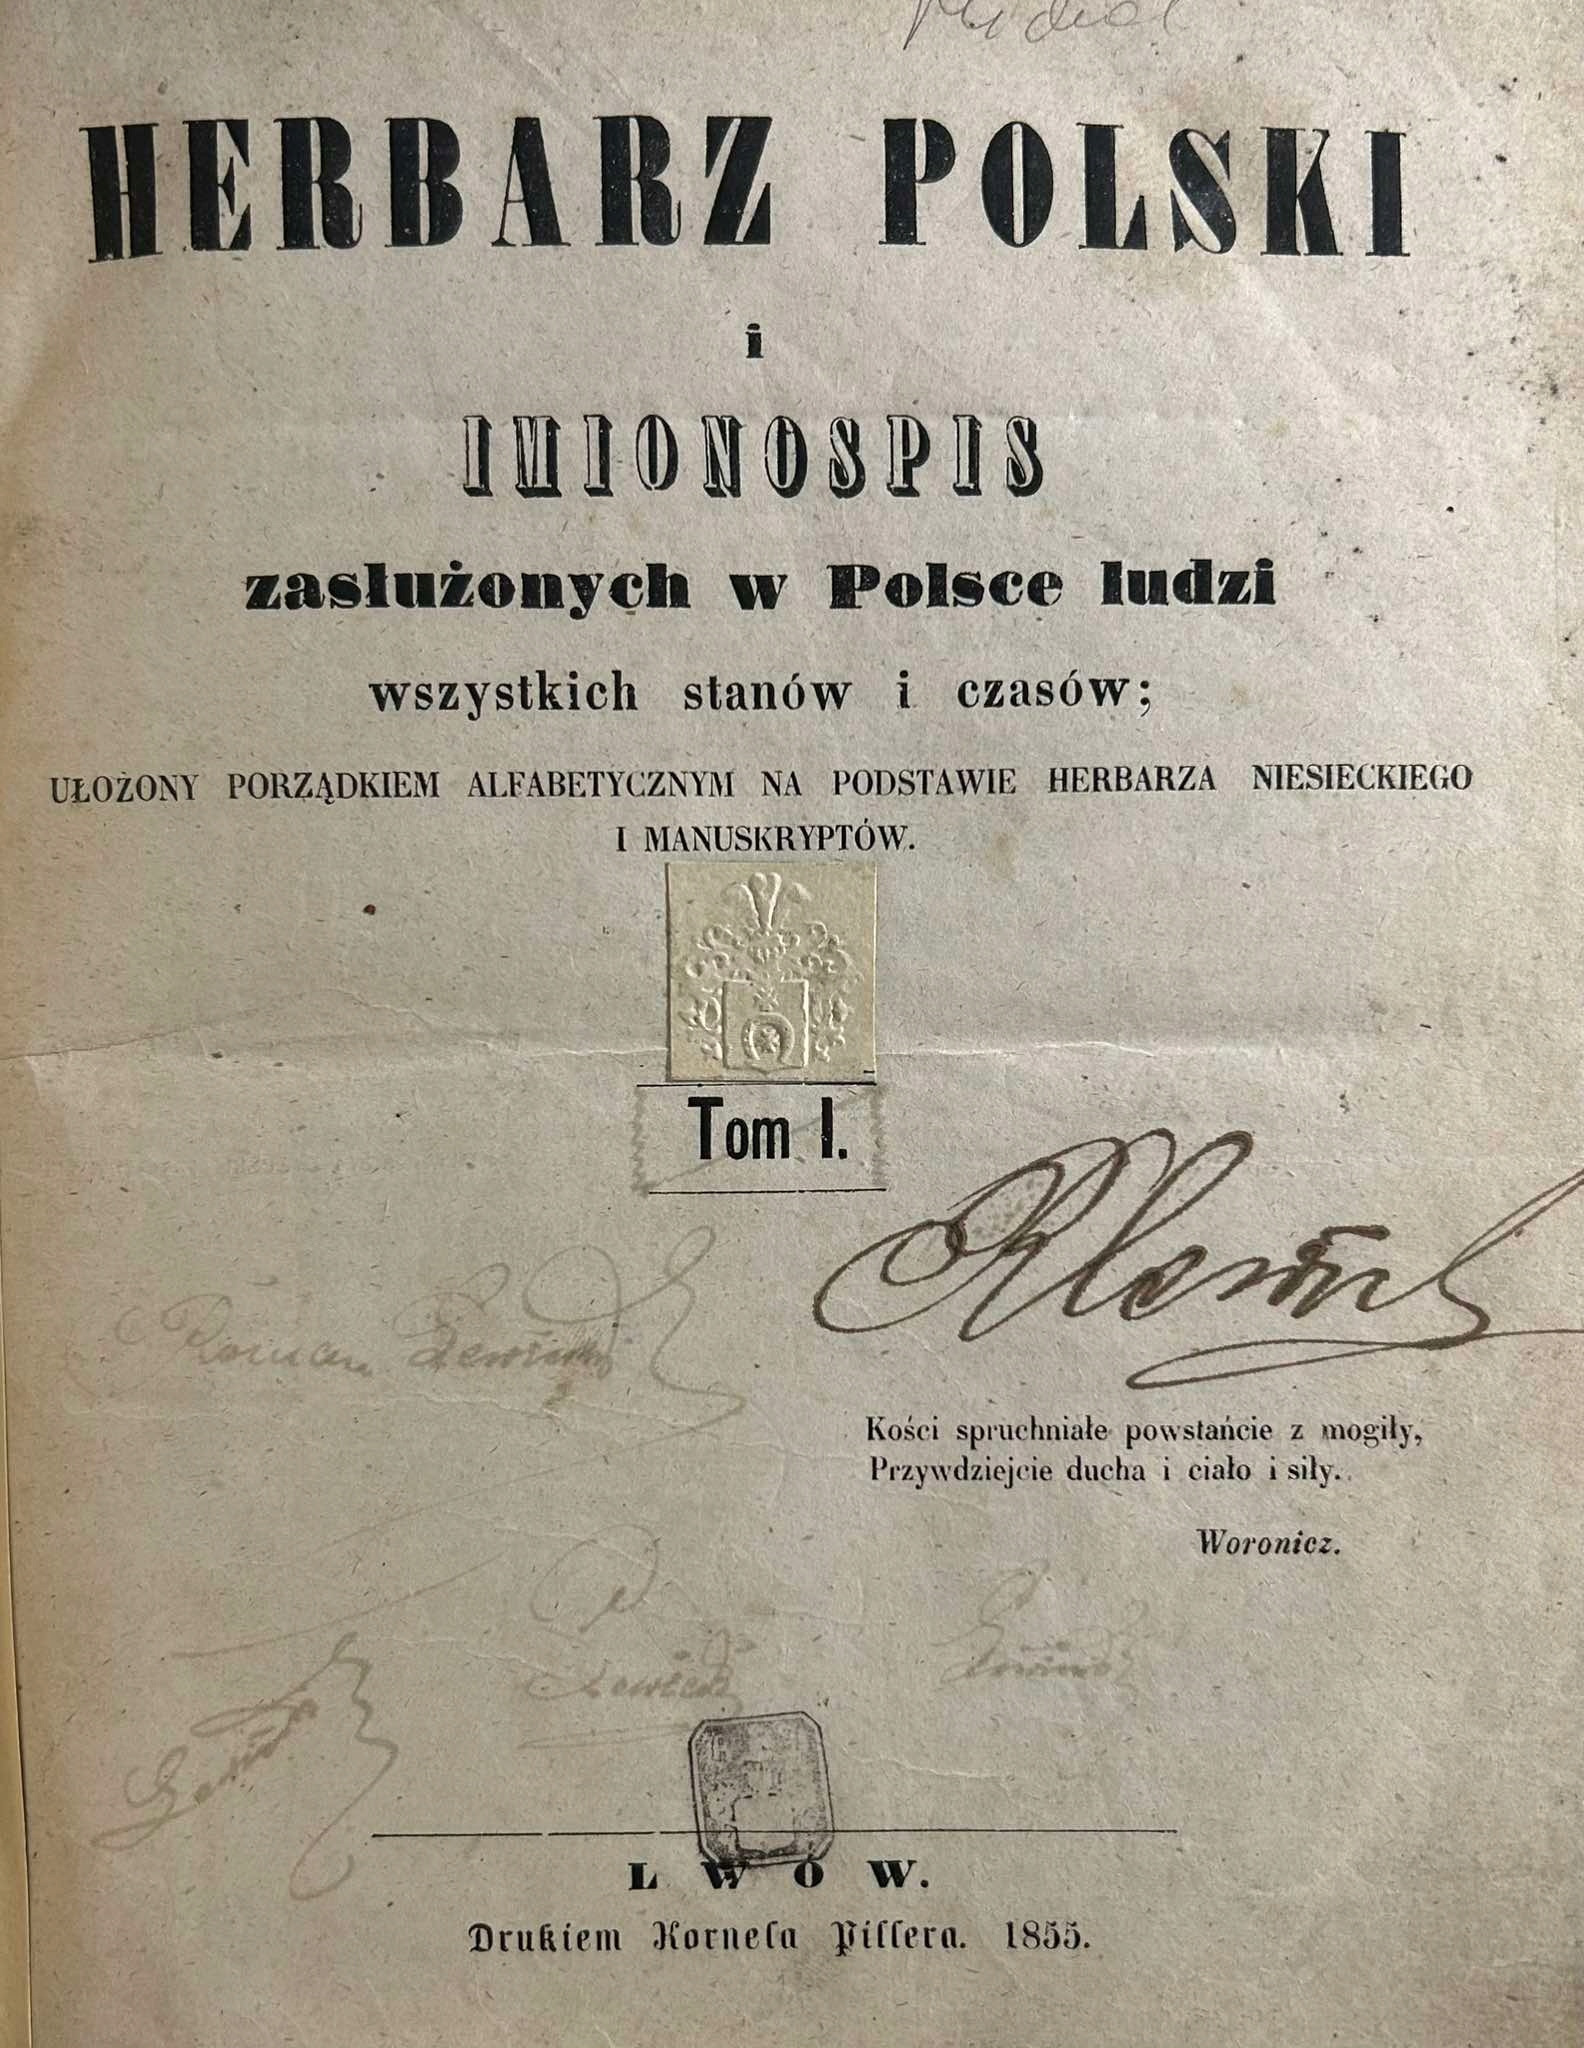 HERBARZ POLSKI
i
IMIONOSPIS
zasłużonych w Polsce ludzi
wszystkich stanów i czasów;
UŁOŻONY PORZĄDKIEM ALFABETYCZNYM NA PODSTAWIE HERBARZA NIESIECKIEGO
I MANUSKRYPTÓW.
Tom I.
Roman
Kości spruchniałe powstańcie z mogiły,
Przywdziejcie ducha i ciało i siły.
Woronicz.
LWÓW.
Drukiem Kornela Pillera. 1855.